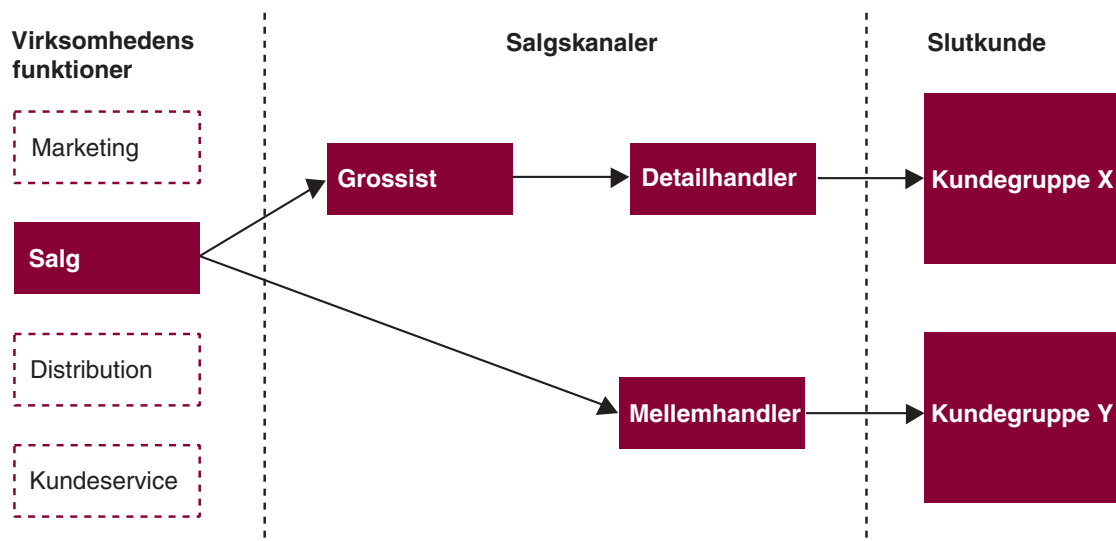 Virksomhedens
funktioner
Salgskanaler
Slutkunde
Marketing
Grossist
Detailhandler
Kundegruppe X
Salg
Distribution
Mellemhandler
Kundegruppe Y
Kundeservice